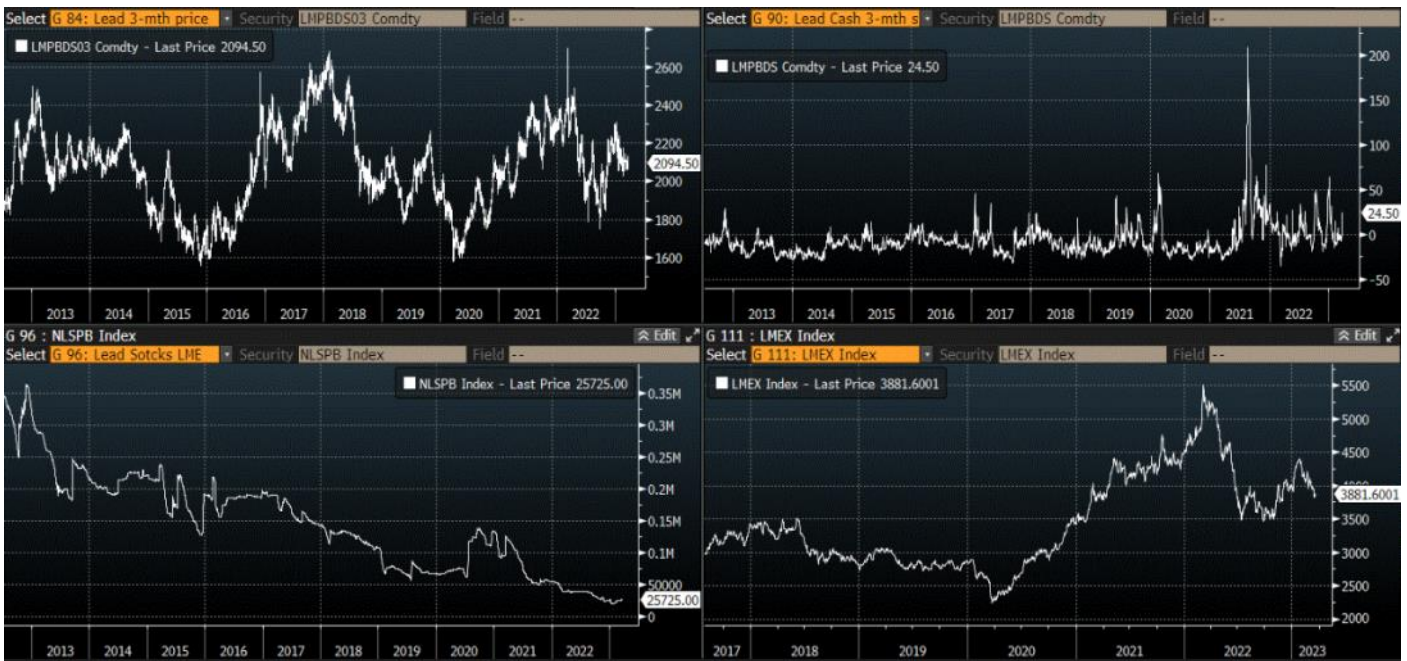 Select G 84: Lead 3-mth price Security LMPBDS03 Comdty Field --
LMPBDS03 Comdty - Last Price 2094.50
2600
2400
2200
2094.50
2000
1800
1600
2013 2014 2015 2016 2017 2018 2019 2020 2021 2022
Select G 90: Lead Cash 3-mth s Security LMPBDS Comdty Field --
LMPBDS Comdty - Last Price 24.50
200
150
100
50
24.50
0
-50
2013 2014 2015 2016 2017 2018 2019 2020 2021 2022
G 96 : NLSPB Index Edit
Select G 96: Lead Sotcks LME Security NLSPB Index Field --
NLSPB Index - Last Price 25725.00
0.35M
0.3M
0.25M
0.2M
0.15M
0.1M
50000
25725.00
0
2013 2014 2015 2016 2017 2018 2019 2020 2021 2022
G 111 : LMEX Index Edit
Select G 111: LMEX Index Security LMEX Index Field --
LMEX Index - Last Price 3881.6001
5500
5000
4500
4000
3881.6001
3500
3000
2500
2000
2017 2018 2019 2020 2021 2022 2023